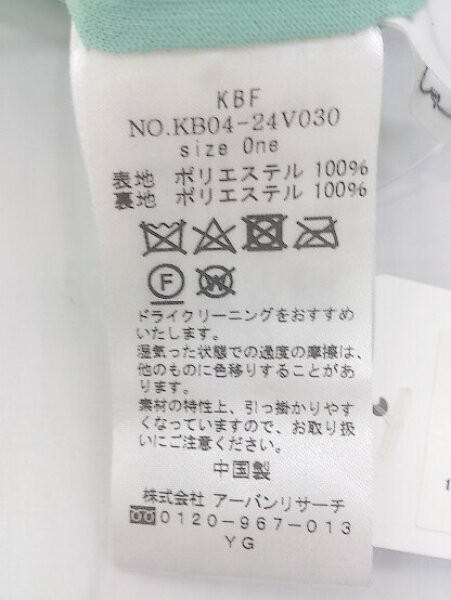 KBF
NO.KB04-24V030
size One
表地 ポリエステル 100%
裏地 ポリエステル 100%
F
W
ドライクリーニングをおすすめ
いたします。
湿気った状態での過度の摩擦は、
他のものに色移りすることがあ
ります。
素材の特性上、引っ掛かりやす
くなっていますので、お取り扱
いにご注意ください。
中国製
株式会社 アーバンリサーチ
0120-967-013
YG